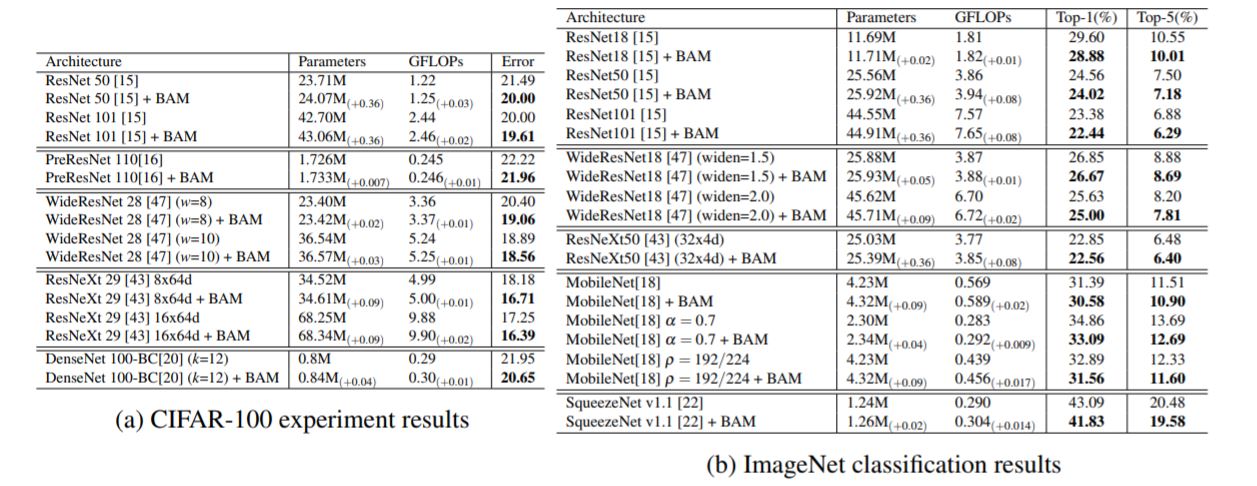 Architecture Parameters GFLOPs Error
ResNet 50 [15] 23.71M 1.22 21.49
ResNet 50 [15] + BAM 24.07M(+0.36) 1.25(+0.03) 20.00
ResNet 101 [15] 42.70M 2.44 20.00
ResNet 101 [15] + BAM 43.06M(+0.36) 2.46(+0.02) 19.61
PreResNet 110[16] 1.726M 0.245 22.22
PreResNet 110[16] + BAM 1.733M(+0.007) 0.246(+0.01) 21.96
WideResNet 28 [47] (w=8) 23.40M 3.36 20.40
WideResNet 28 [47] (w=8) + BAM 23.42M(+0.02) 3.37(+0.01) 19.06
WideResNet 28 [47] (w=10) 36.54M 5.24 18.89
WideResNet 28 [47] (w=10) + BAM 36.57M(+0.03) 5.25(+0.01) 18.56
ResNeXt 29 [43] 8x64d 34.52M 4.99 18.18
ResNeXt 29 [43] 8x64d + BAM 34.61M(+0.09) 5.00(+0.01) 16.71
ResNeXt 29 [43] 16x64d 68.25M 9.88 17.25
ResNeXt 29 [43] 16x64d + BAM 68.34M(+0.09) 9.90(+0.02) 16.39
DenseNet 100-BC[20] (k=12) 0.8M 0.29 21.95
DenseNet 100-BC[20] (k=12) + BAM 0.84M(+0.04) 0.30(+0.01) 20.65
(a) CIFAR-100 experiment results
Architecture Parameters GFLOPs Top-1(%) Top-5(%)
ResNet18 [15] 11.69M 1.81 29.60 10.55
ResNet18 [15] + BAM 11.71M(+0.02) 1.82(+0.01) 28.88 10.01
ResNet50 [15] 25.56M 3.86 24.56 7.50
ResNet50 [15] + BAM 25.92M(+0.36) 3.94(+0.08) 24.02 7.18
ResNet101 [15] 44.55M 7.57 23.38 6.88
ResNet101 [15] + BAM 44.91M(+0.36) 7.65(+0.08) 22.44 6.29
WideResNet18 [47] (widen=1.5) 25.88M 3.87 26.85 8.88
WideResNet18 [47] (widen=1.5) + BAM 25.93M(+0.05) 3.88(+0.01) 26.67 8.69
WideResNet18 [47] (widen=2.0) 45.62M 6.70 25.63 8.20
WideResNet18 [47] (widen=2.0) + BAM 45.71M(+0.09) 6.72(+0.02) 25.00 7.81
ResNeXt50 [43] (32x4d) 25.03M 3.77 22.85 6.48
ResNeXt50 [43] (32x4d) + BAM 25.39M(+0.36) 3.85(+0.08) 22.56 6.40
MobileNet[18] 4.23M 0.569 31.39 11.51
MobileNet[18] + BAM 4.32M(+0.09) 0.589(+0.02) 30.58 10.90
MobileNet[18] α = 0.7 2.30M 0.283 34.86 13.69
MobileNet[18] α = 0.7 + BAM 2.34M(+0.04) 0.292(+0.009) 33.09 12.69
MobileNet[18] ρ = 192/224 4.23M 0.439 32.89 12.33
MobileNet[18] ρ = 192/224 + BAM 4.32M(+0.09) 0.456(+0.017) 31.56 11.60
SqueezeNet v1.1 [22] 1.24M 0.290 43.09 20.48
SqueezeNet v1.1 [22] + BAM 1.26M(+0.02) 0.304(+0.014) 41.83 19.58
(b) ImageNet classification results